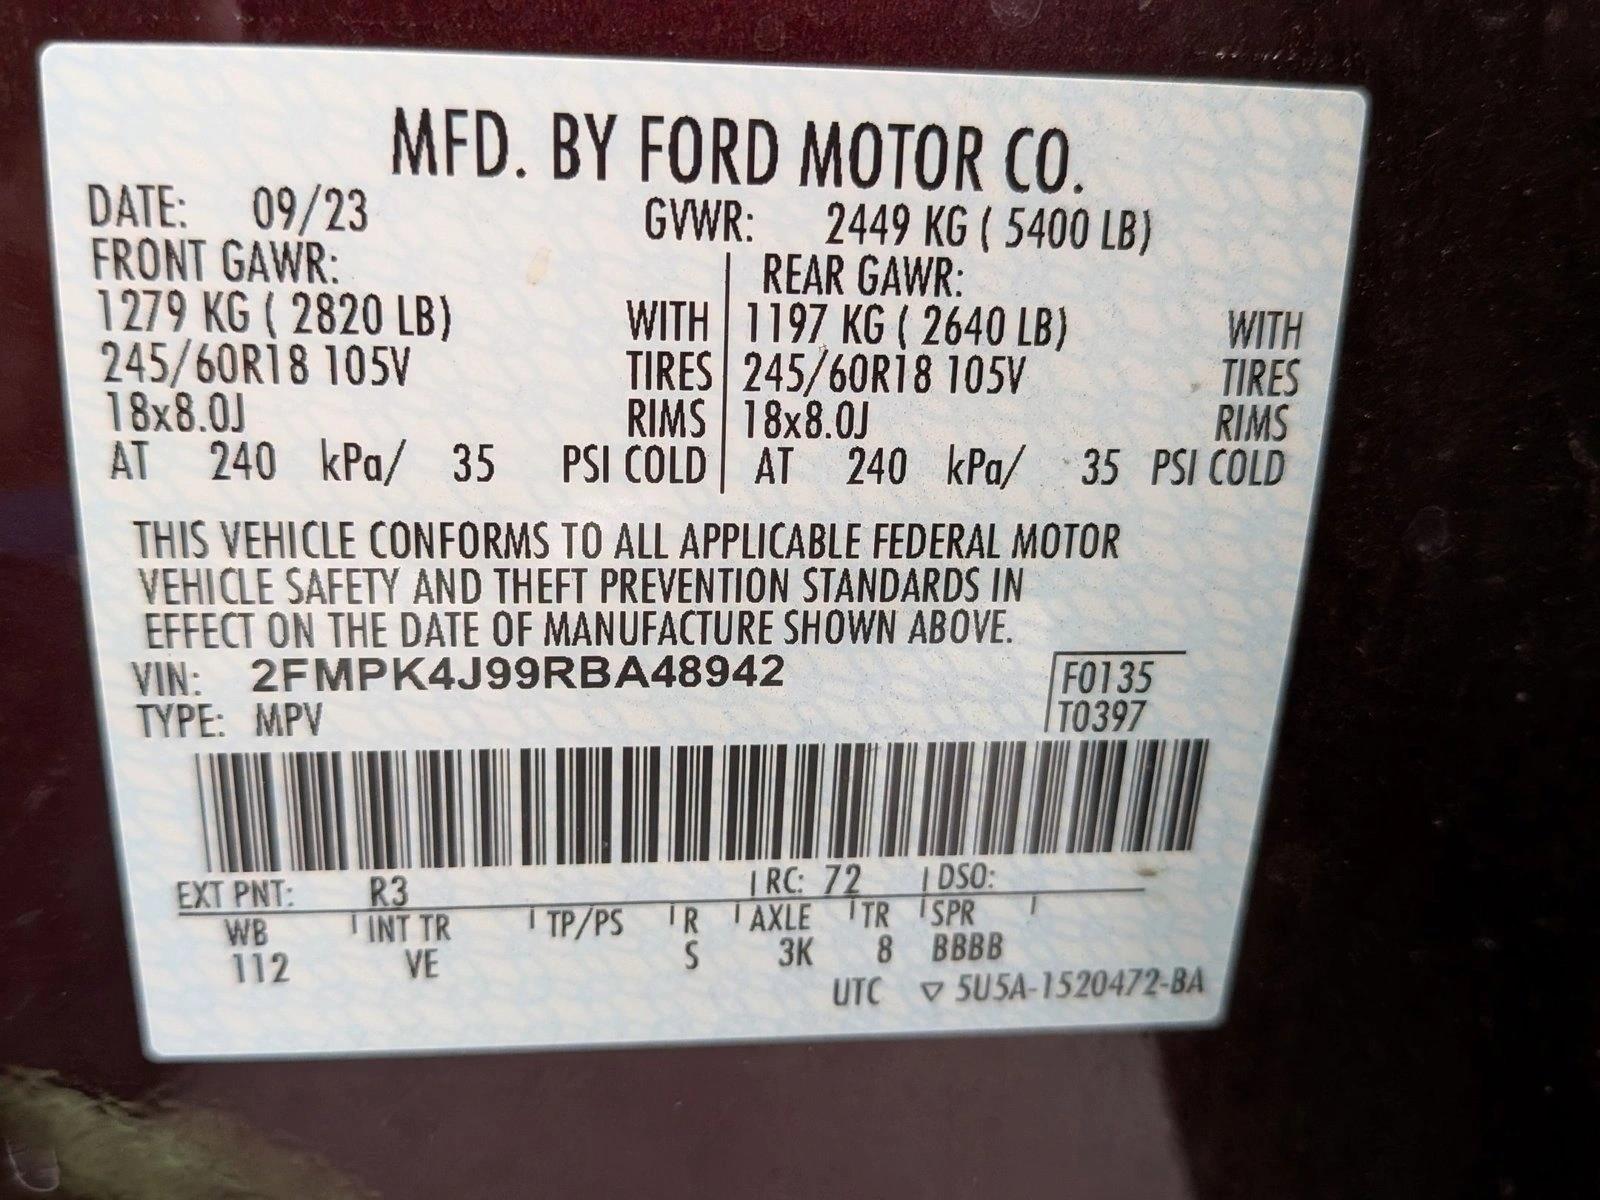 MFD. BY FORD MOTOR CO.
DATE: 09/23 GVWR: 2449 KG ( 5400 LB)
FRONT GAWR: REAR GAWR:
1279 KG ( 2820 LB) WITH 1197 KG ( 2640 LB) WITH
245/60R18 105V TIRES 245/60R18 105V TIRES
18x8.0J RIMS 18x8.0J RIMS
AT 240 kPa/ 35 PSI COLD AT 240 kPa/ 35 PSI COLD
THIS VEHICLE CONFORMS TO ALL APPLICABLE FEDERAL MOTOR
VEHICLE SAFETY AND THEFT PREVENTION STANDARDS IN
EFFECT ON THE DATE OF MANUFACTURE SHOWN ABOVE.
VIN: 2FMPK4J99RBA48942 F0135
TYPE: MPV T0397
EXT PNT: R3 RC: 72 DSO:
WB INT TR TP/PS R AXLE TR SPR
112 VE S 3K 8 BBBB
UTC ▽ 5U5A-1520472-BA